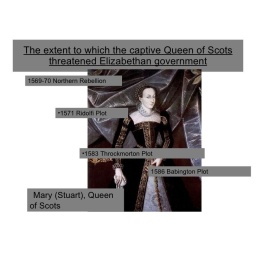 The extent to which the captive Queen of Scots
threatened Elizabethan government
1569-70 Northern Rebellion
•1571 Ridolfi Plot
•1583 Throckmorton Plot
1586 Babington Plot
Mary (Stuart), Queen
of Scots